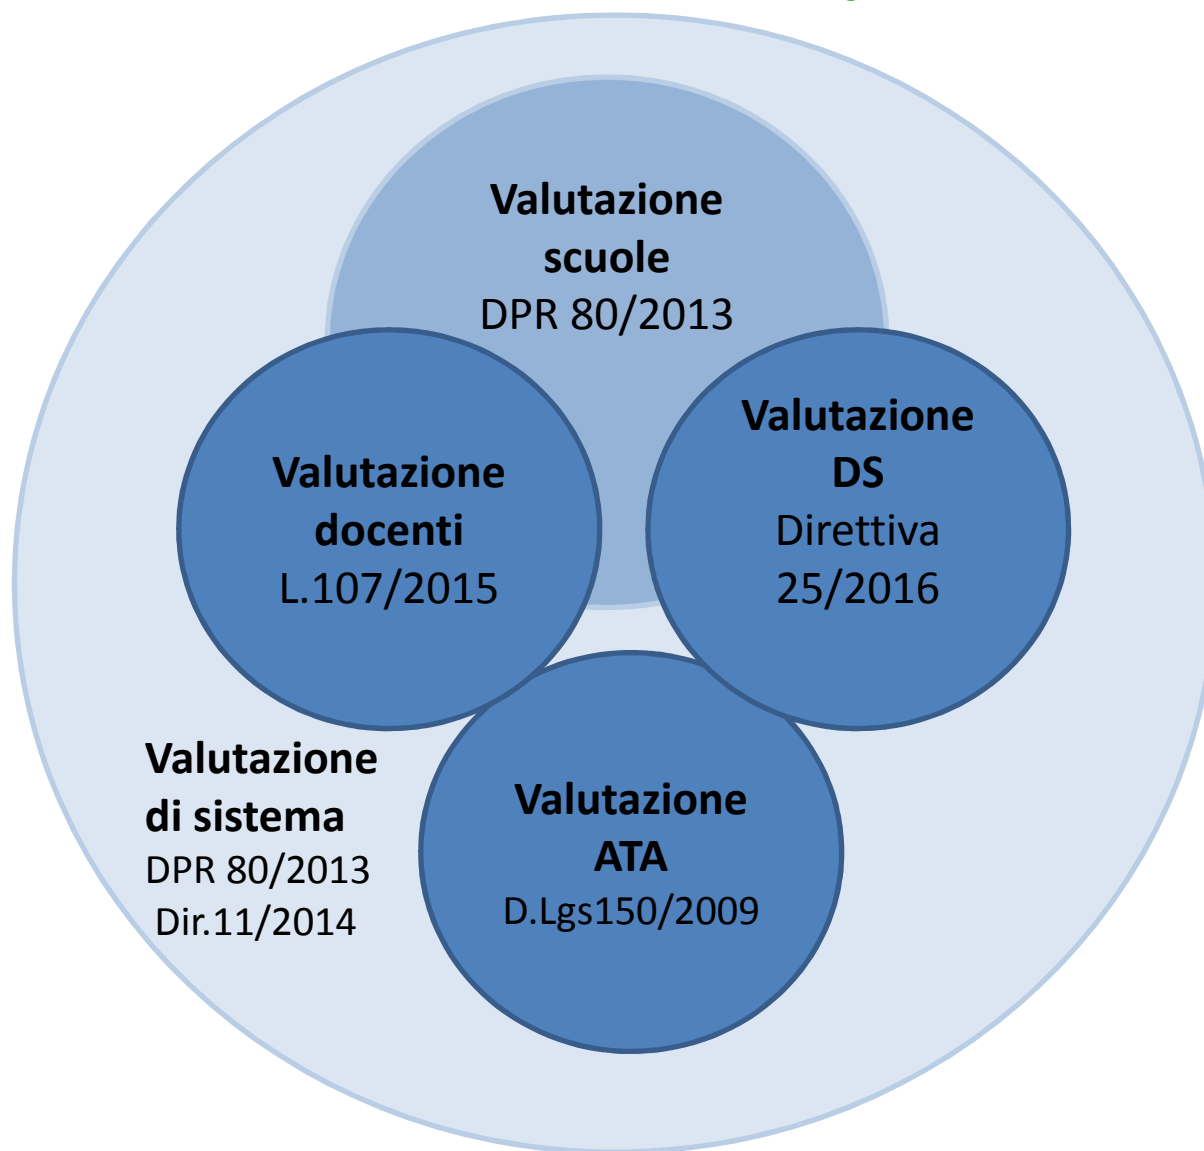 Valutazione
scuole
DPR 80/2013
Valutazione
docenti
L.107/2015
Valutazione
DS
Direttiva
25/2016
Valutazione
di sistema
DPR 80/2013
Dir.11/2014
Valutazione
ATA
D.Lgs150/2009